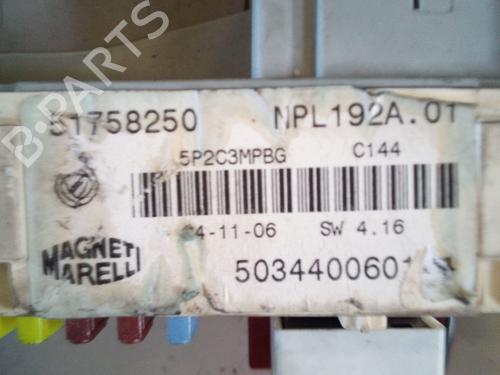 B-PARTS
51758250 NPL192A.01
5P2C3MPBG C144
4-11-06 SW 4.16
MAGNETI
MARELLI
5034400601